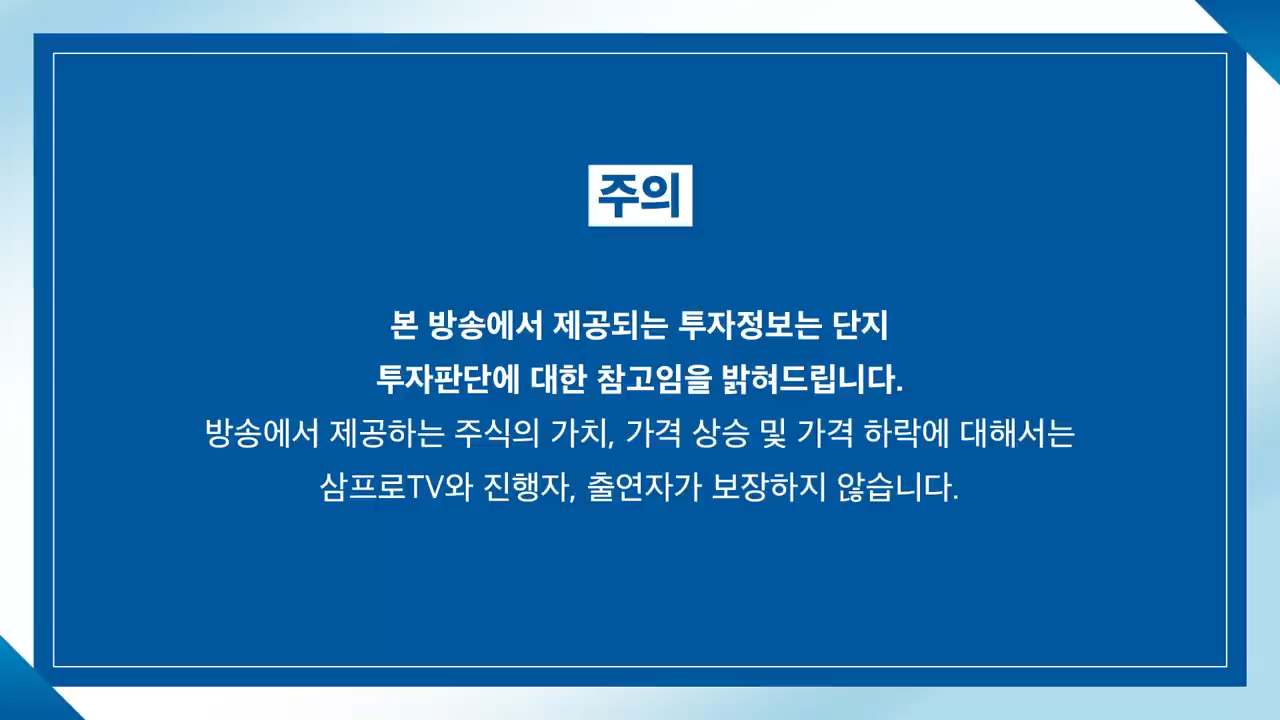 주의
본 방송에서 제공되는 투자정보는 단지
투자판단에 대한 참고임을 밝혀드립니다.
방송에서 제공하는 주식의 가치, 가격 상승 및 가격 하락에 대해서는
삼프로TV와 진행자, 출연자가 보장하지 않습니다.